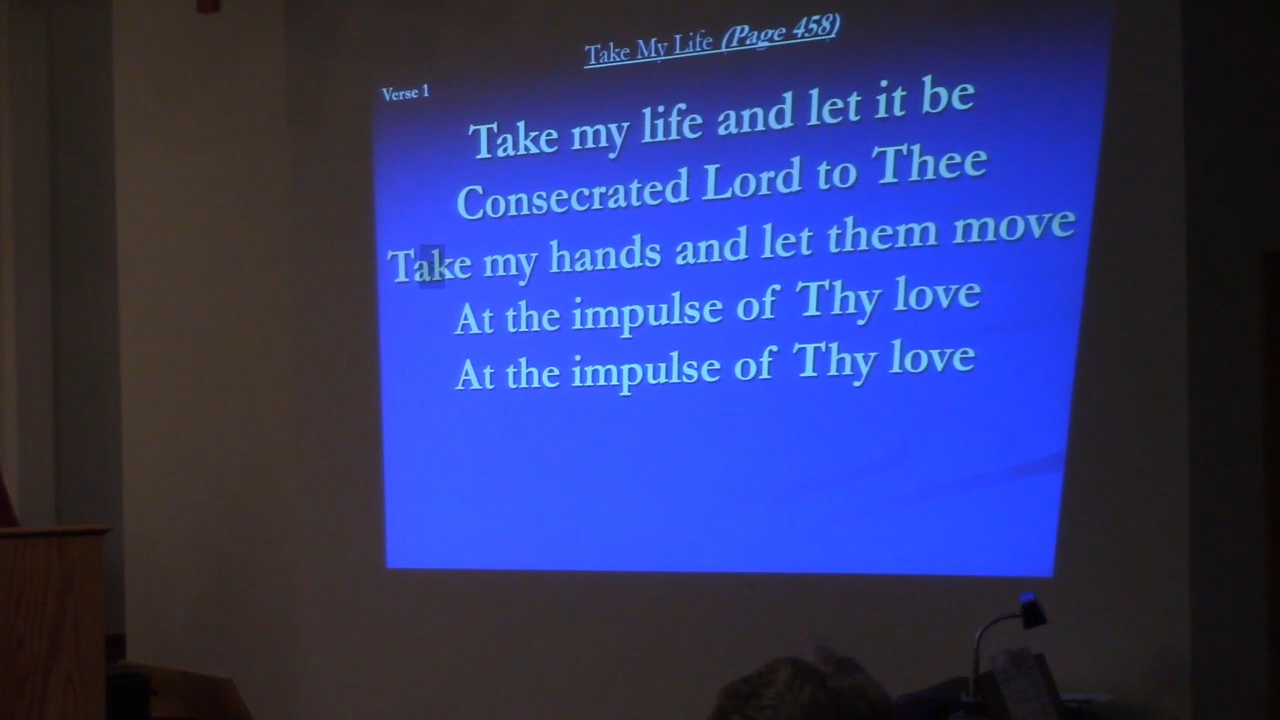 Take My Life (Page 458)
Verse 1
Take my life and let it be
Consecrated Lord to Thee
Take my hands and let them move
At the impulse of Thy love
At the impulse of Thy love